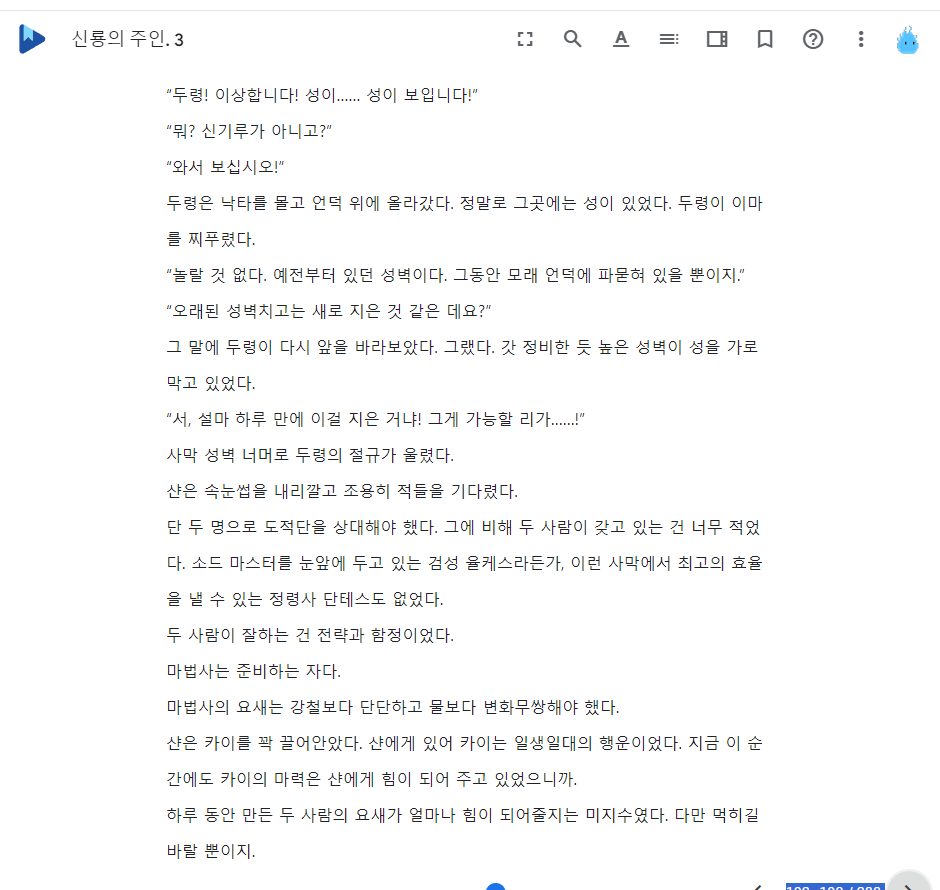 신룡의 주인. 3
“두령! 이상합니다! 성이...... 성이 보입니다!”
“뭐? 신기루가 아니고?”
“와서 보십시오!”
두령은 낙타를 몰고 언덕 위에 올라갔다. 정말로 그곳에는 성이 있었다. 두령이 이마
를 찌푸렸다.
“놀랄 것 없다. 예전부터 있던 성벽이다. 그동안 모래 언덕에 파묻혀 있을 뿐이지.”
“오래된 성벽치고는 새로 지은 것 같은 데요?”
그 말에 두령이 다시 앞을 바라보았다. 그랬다. 갓 정비한 듯 높은 성벽이 성을 가로
막고 있었다.
“서, 설마 하루 만에 이걸 지은 거냐! 그게 가능할 리가......!”
사막 성벽 너머로 두령의 절규가 울렸다.
샨은 속눈썹을 내리깔고 조용히 적들을 기다렸다.
단 두 명으로 도적단을 상대해야 했다. 그에 비해 두 사람이 갖고 있는 건 너무 적었
다. 소드 마스터를 눈앞에 두고 있는 검성 율케스라든가, 이런 사막에서 최고의 효율
을 낼 수 있는 정령사 단테스도 없었다.
두 사람이 잘하는 건 전략과 함정이었다.
마법사는 준비하는 자다.
마법사의 요새는 강철보다 단단하고 물보다 변화무쌍해야 했다.
샨은 카이를 꽉 끌어안았다. 샨에게 있어 카이는 일생일대의 행운이었다. 지금 이 순
간에도 카이의 마력은 샨에게 힘이 되어 주고 있었으니까.
하루 동안 만든 두 사람의 요새가 얼마나 힘이 되어줄지는 미지수였다. 다만 먹히길
바랄 뿐이지.